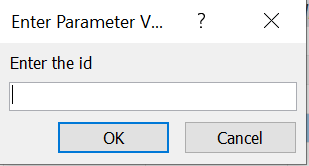 Enter Parameter V... ?
Enter the id
OK Cancel